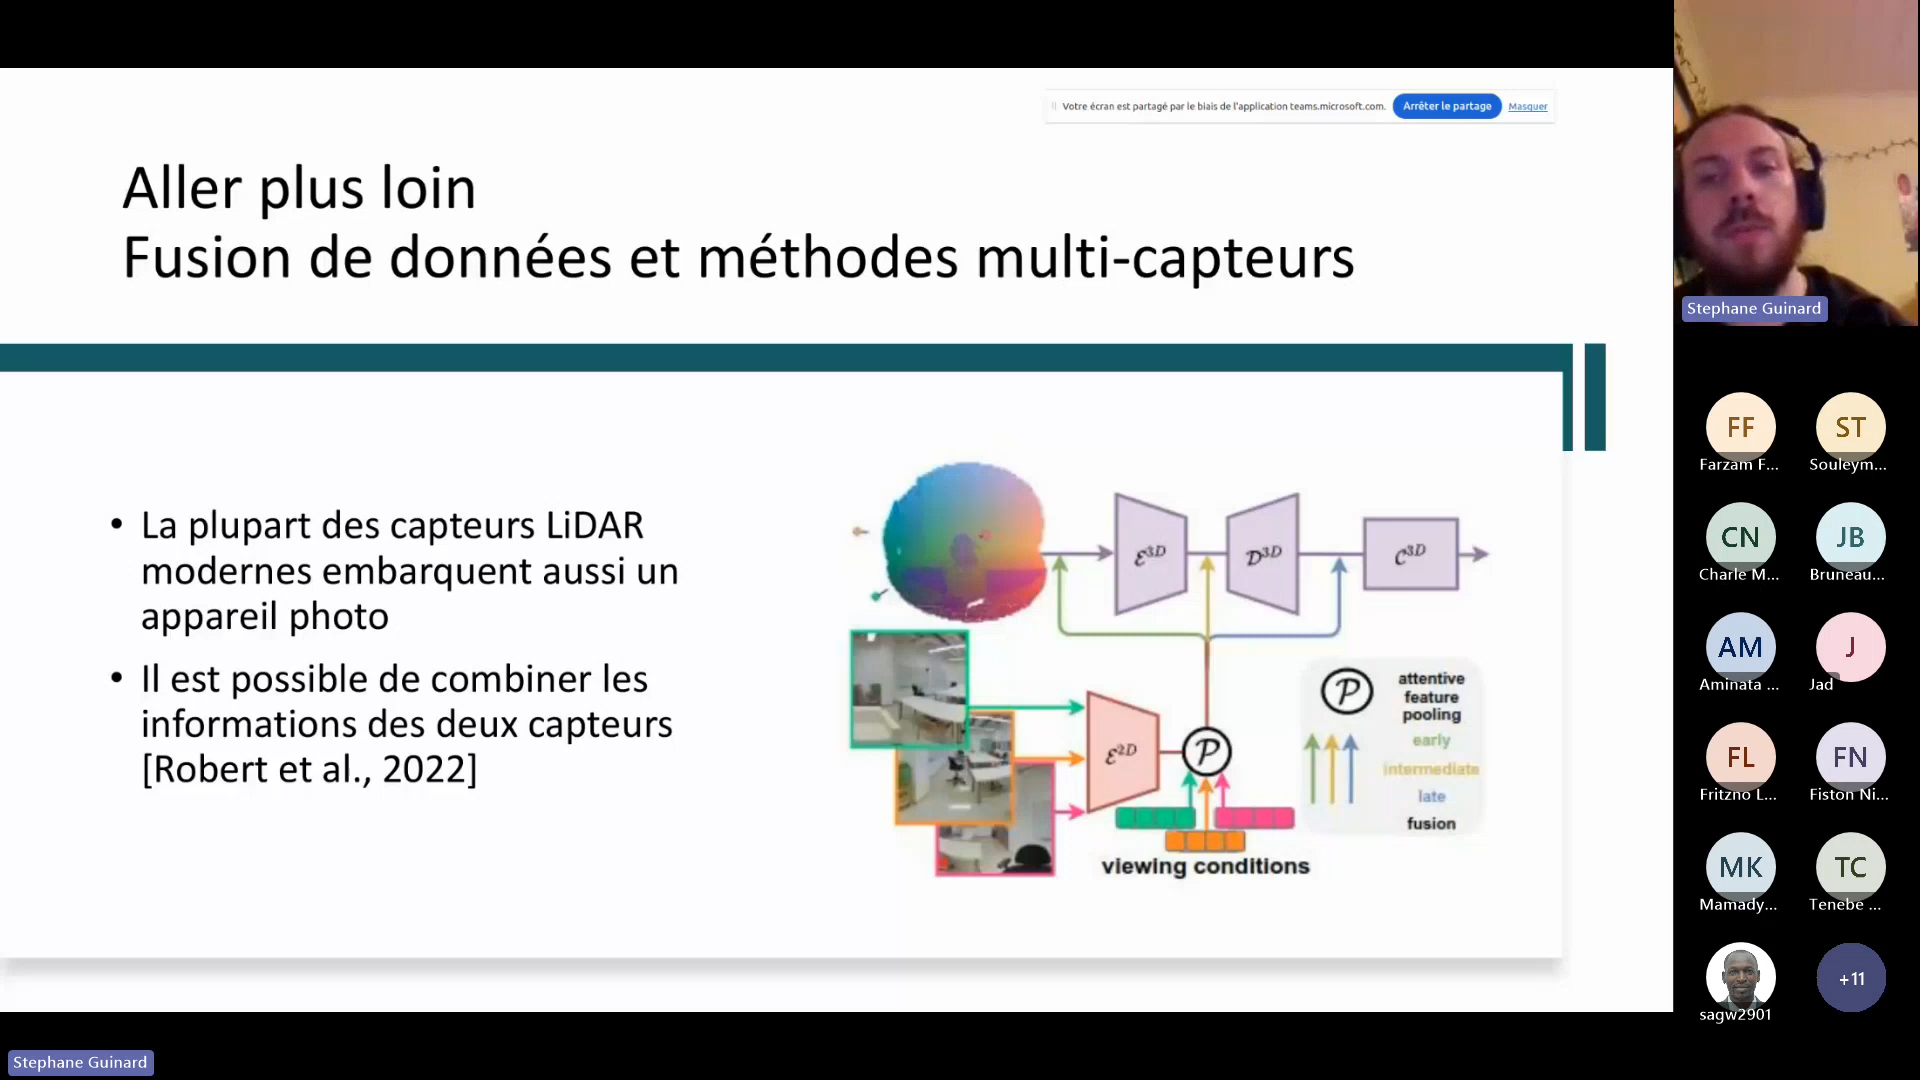 Votre écran est partagé par le biais de l'application teams.microsoft.com.
Arrêter le partage
Masquer
Aller plus loin
Fusion de données et méthodes multi-capteurs
• La plupart des capteurs LiDAR
modernes embarquent aussi un
appareil photo
• Il est possible de combiner les
informations des deux capteurs
[Robert et al., 2022]
ℰ3D
𝒟3D
𝒞3D
ℰ2D
𝒫
viewing conditions
𝒫
attentive
feature
pooling
early
intermediate
late
fusion
Stephane Guinard
FF
Farzam F...
ST
Souleym...
CN
Charle M...
JB
Bruneau...
AM
Aminata ...
J
Jad
FL
Fritzno L...
FN
Fiston Ni...
MK
Mamady...
TC
Tenebe ...
sagw2901
+11
Stephane Guinard